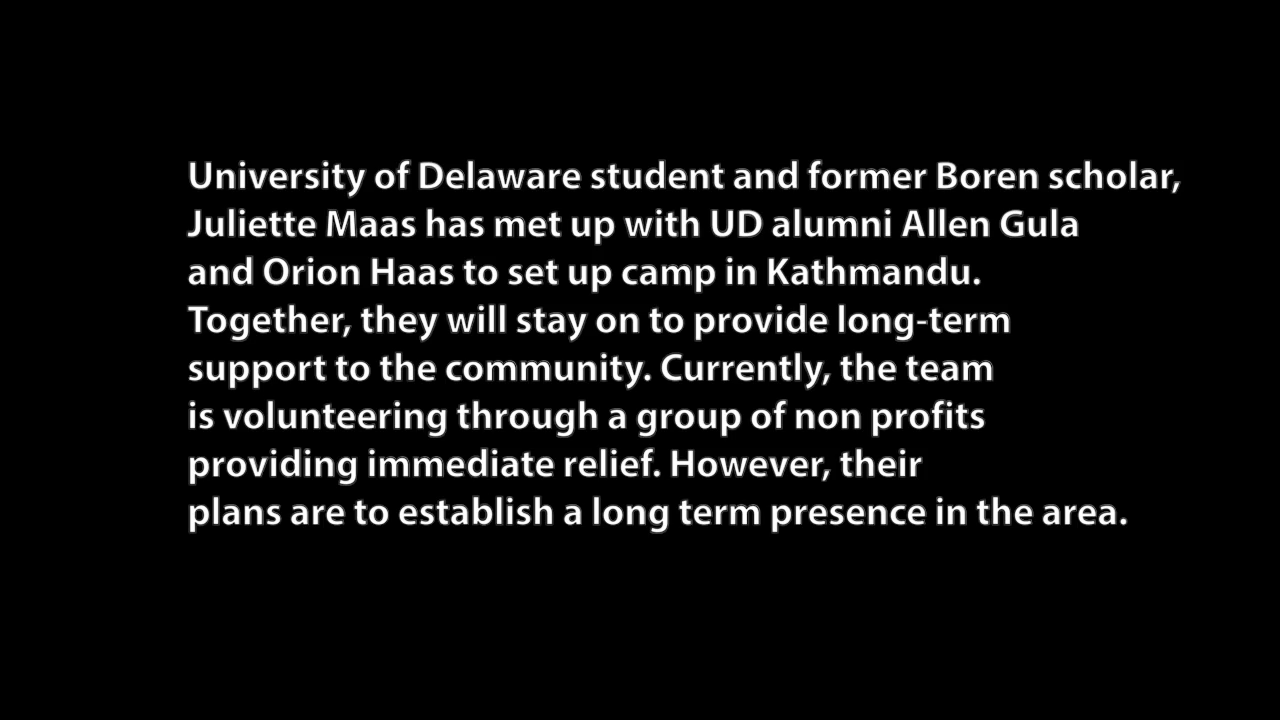 University of Delaware student and former Boren scholar,
Juliette Maas has met up with UD alumni Allen Gula
and Orion Haas to set up camp in Kathmandu.
Together, they will stay on to provide long-term
support to the community. Currently, the team
is volunteering through a group of non profits
providing immediate relief. However, their
plans are to establish a long term presence in the area.